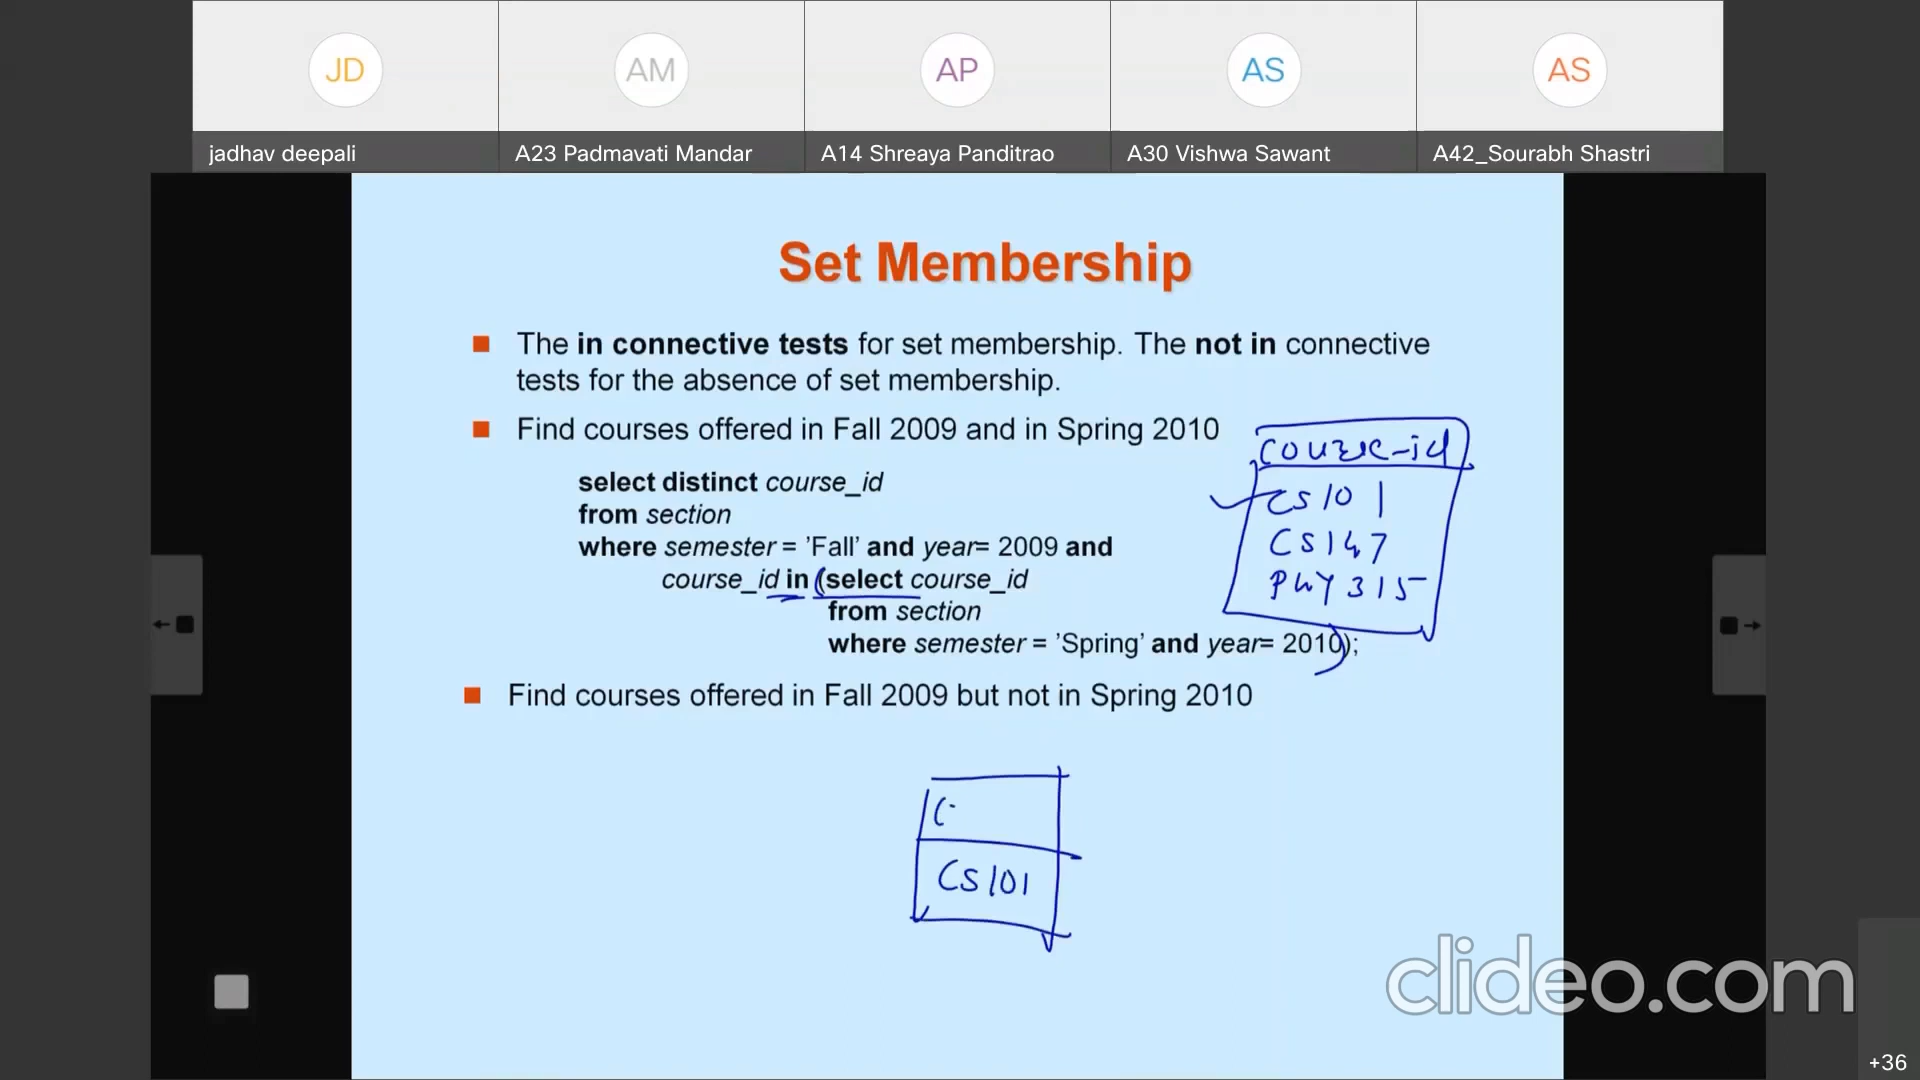 JD
AM
AP
AS
AS
jadhav deepali
A23 Padmavati Mandar
A14 Shreaya Panditrao
A30 Vishwa Sawant
A42_Sourabh Shastri
Set Membership
The in connective tests for set membership. The not in connective
tests for the absence of set membership.
Find courses offered in Fall 2009 and in Spring 2010
select distinct course_id
from section
where semester = ’Fall’ and year= 2009 and
course_id in (select course_id
from section
where semester = ’Spring’ and year= 2010);
course-id
CS101
CS147
PHY315
Find courses offered in Fall 2009 but not in Spring 2010
CS101
clideo.com
+36